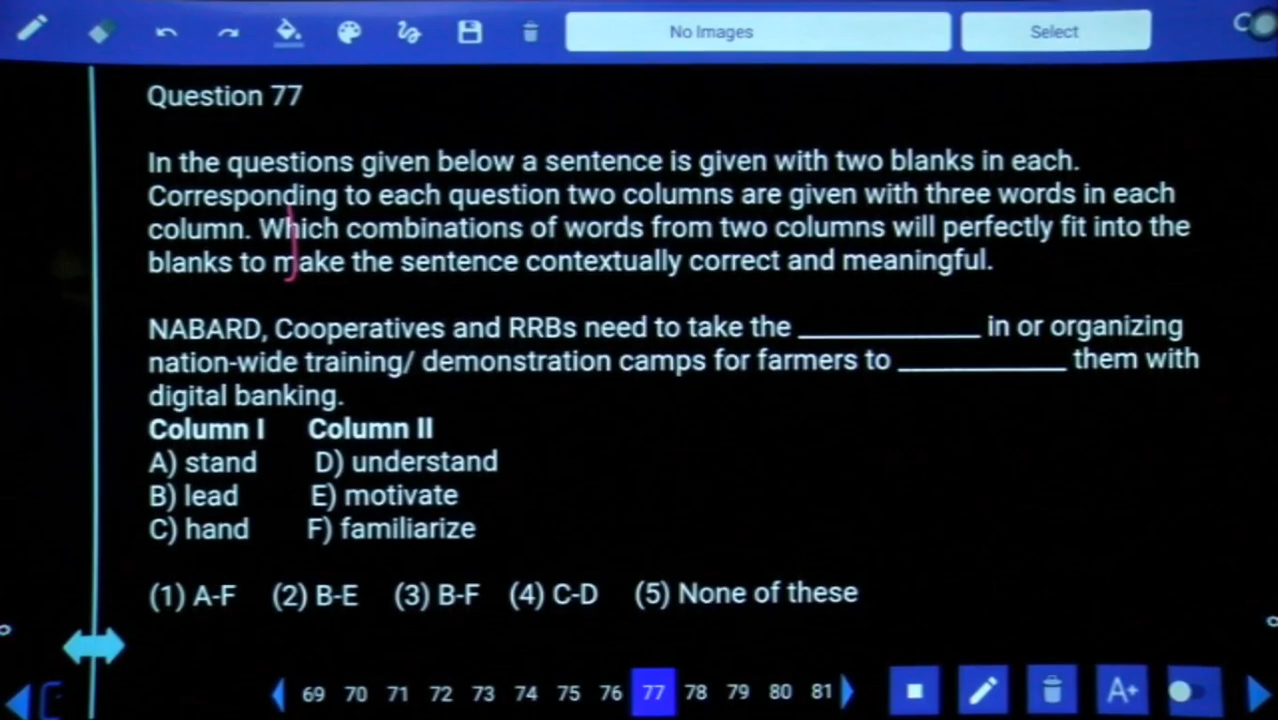 No Images
Select
Question 77
In the questions given below a sentence is given with two blanks in each.
Corresponding to each question two columns are given with three words in each
column. Which combinations of words from two columns will perfectly fit into the
blanks to make the sentence contextually correct and meaningful.
NABARD, Cooperatives and RRBs need to take the ____________ in or organizing
nation-wide training/ demonstration camps for farmers to ___________ them with
digital banking.
Column I Column II
A) stand D) understand
B) lead E) motivate
C) hand F) familiarize
(1) A-F (2) B-E (3) B-F (4) C-D (5) None of these
69 70 71 72 73 74 75 76 77 78 79 80 81 A+